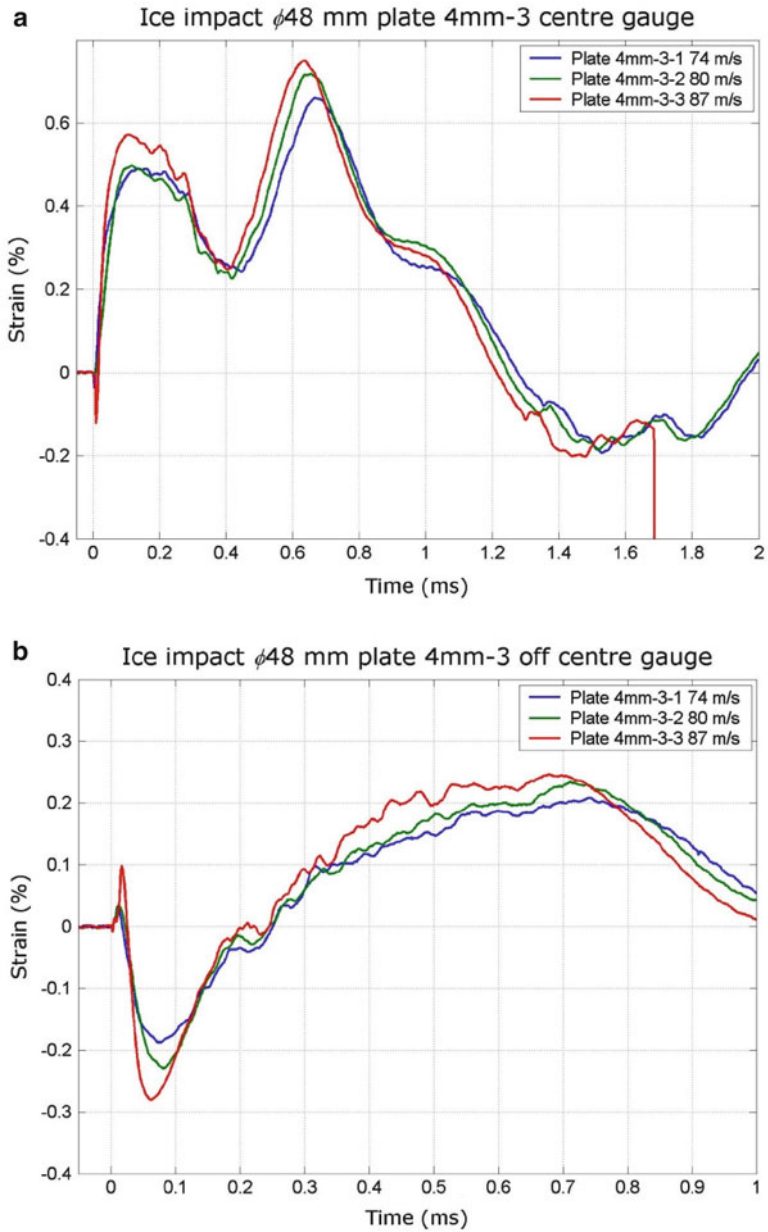 a
Ice impact ϕ48 mm plate 4mm-3 centre gauge
Plate 4mm-3-1 74 m/s
Plate 4mm-3-2 80 m/s
Plate 4mm-3-3 87 m/s
0.6
0.4
0.2
0
-0.2
-0.4
Strain (%)
0 0.2 0.4 0.6 0.8 1 1.2 1.4 1.6 1.8 2
Time (ms)
b
Ice impact ϕ48 mm plate 4mm-3 off centre gauge
Plate 4mm-3-1 74 m/s
Plate 4mm-3-2 80 m/s
Plate 4mm-3-3 87 m/s
0.4
0.3
0.2
0.1
0
-0.1
-0.2
-0.3
-0.4
Strain (%)
0 0.1 0.2 0.3 0.4 0.5 0.6 0.7 0.8 0.9 1
Time (ms)